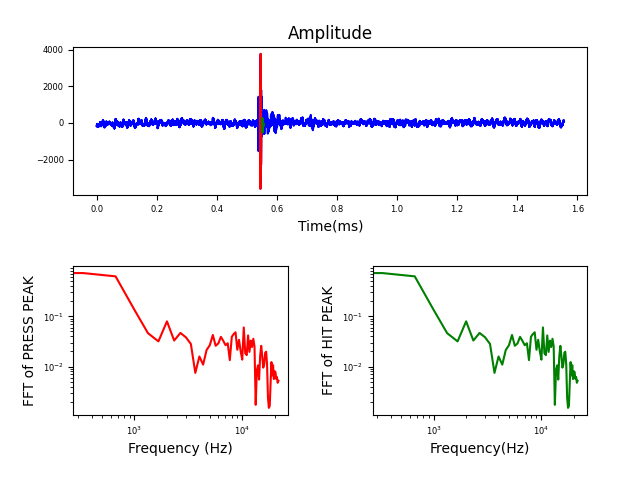 Amplitude
4000
2000
0
−2000
0.0 0.2 0.4 0.6 0.8 1.0 1.2 1.4 1.6
Time(ms)
FFT of PRESS PEAK
10⁻¹
10⁻²
10³ 10⁴
Frequency (Hz)
FFT of HIT PEAK
10⁻¹
10⁻²
10³ 10⁴
Frequency(Hz)